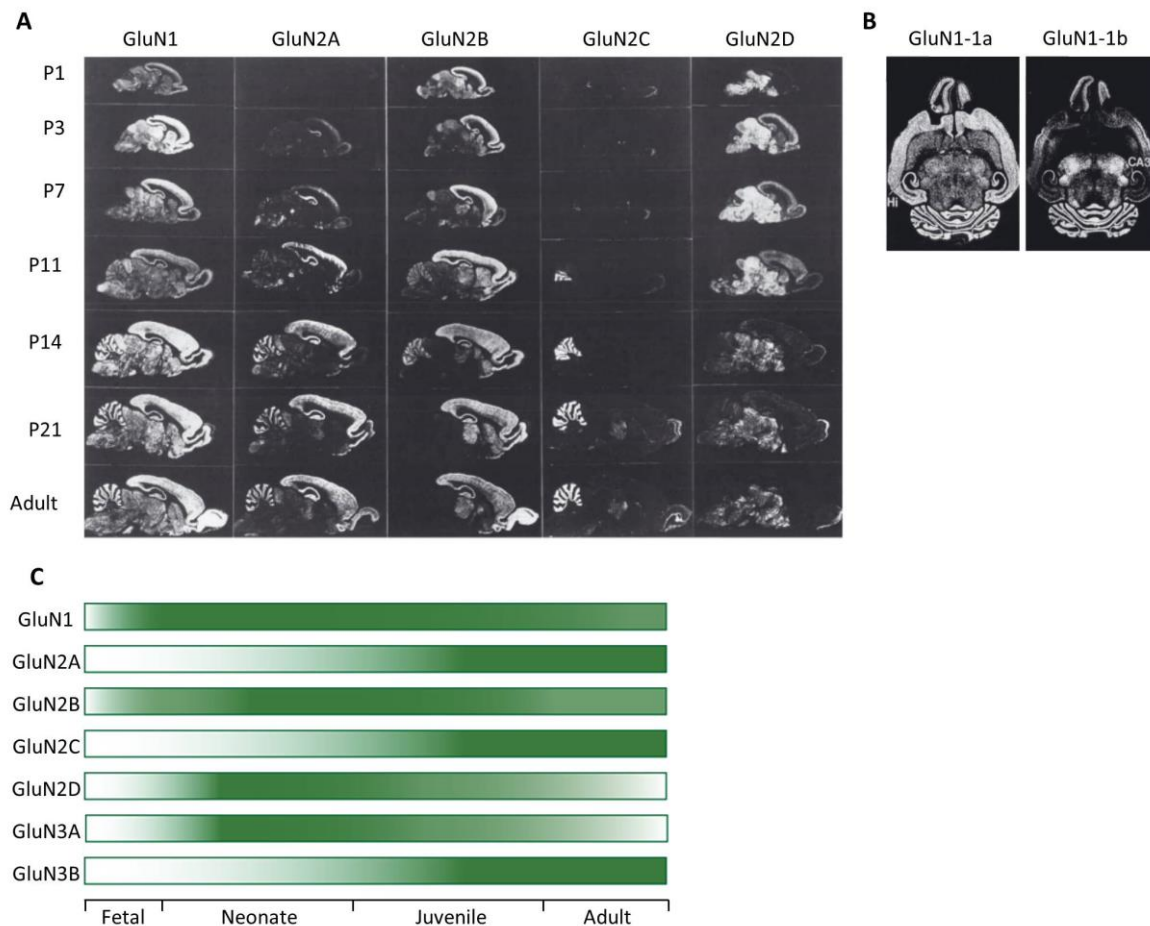 A
B
GluN1 GluN2A GluN2B GluN2C GluN2D
GluN1-1a GluN1-1b
P1
P3
P7
P11
P14
P21
Adult
CA3
Hi
C
GluN1
GluN2A
GluN2B
GluN2C
GluN2D
GluN3A
GluN3B
Fetal Neonate Juvenile Adult